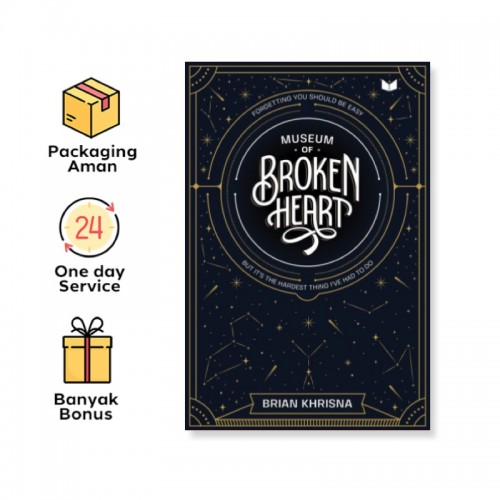 Packaging
Aman
24
One day
Service
Banyak
Bonus
FORGETTING YOU SHOULD BE EASY
MUSEUM
OF
BROKEN
HEART
BUT IT'S THE HARDEST THING I'VE HAD TO DO
BRIAN KHRISNA